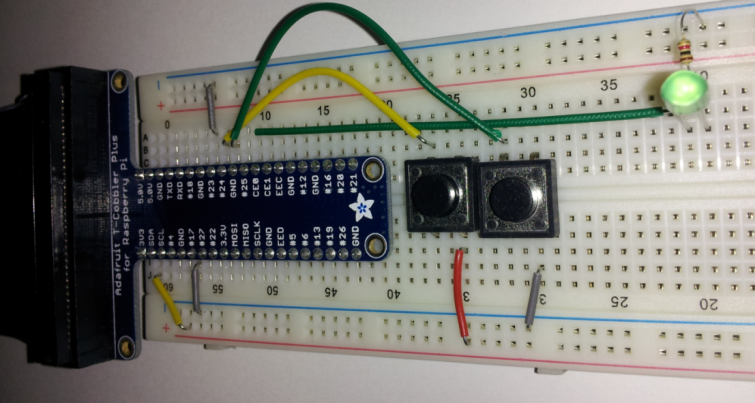 10 15 25 30 35
A
B
C
Adafruit T-Cobbler Plus
for Raspberry Pi
5.0V
5.0V
GND
TXD
RXD
#18
GND
#23
#24
GND
#25
CE0
CE1
EEC
GND
#12
GND
#16
#20
#21
3V3
SDA
SCL
#4
GND
#17
#27
#22
3.3V
MOSI
MISO
SCLK
GND
EED
#5
#6
#13
#19
#26
GND
J
60 55 50 45 40 25 20